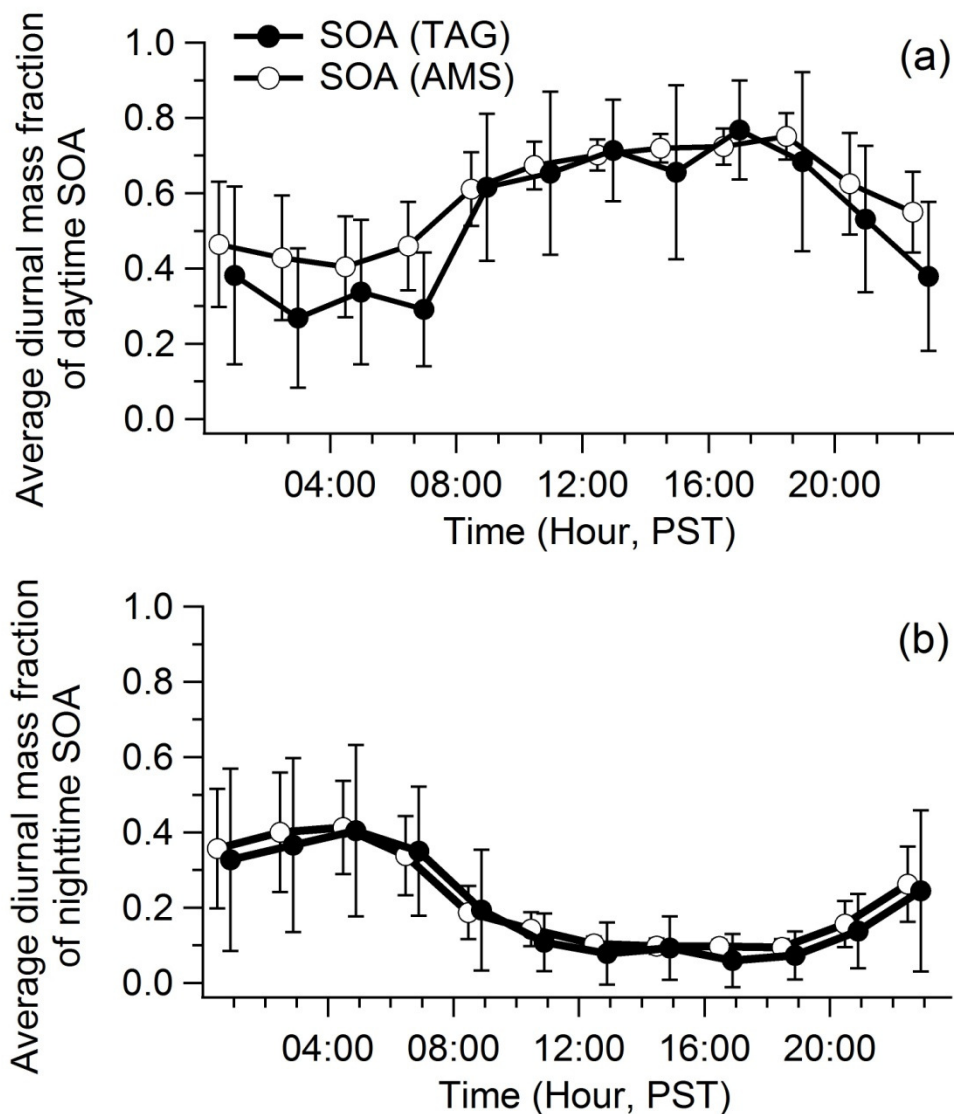 SOA (TAG)
SOA (AMS)
(a)
Average diurnal mass fraction
of daytime SOA
1.0
0.8
0.6
0.4
0.2
0.0
04:00 08:00 12:00 16:00 20:00
Time (Hour, PST)
(b)
Average diurnal mass fraction
of nighttime SOA
1.0
0.8
0.6
0.4
0.2
0.0
04:00 08:00 12:00 16:00 20:00
Time (Hour, PST)